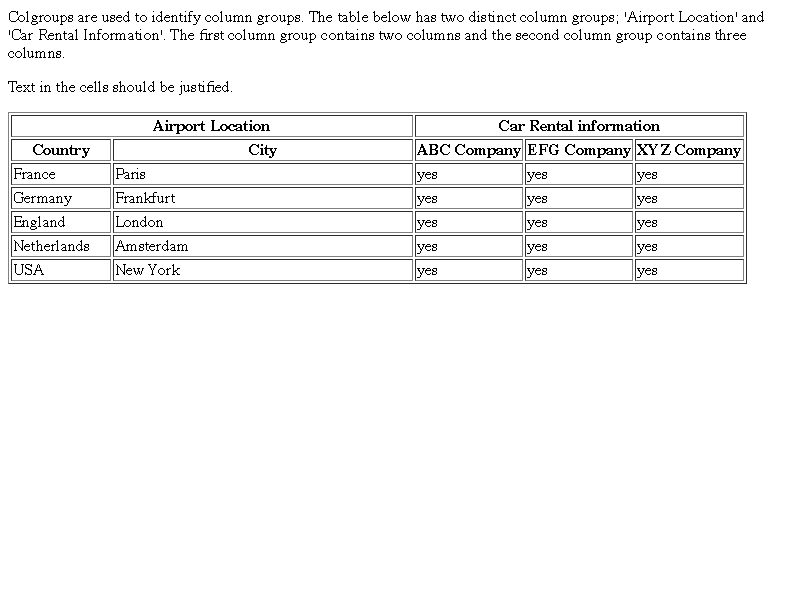 Colgroups are used to identify column groups. The table below has two distinct column groups; 'Airport Location' and
'Car Rental Information'. The first column group contains two columns and the second column group contains three
columns.
Text in the cells should be justified.
Airport Location Car Rental information
Country City ABC Company EFG Company XYZ Company
France Paris yes yes yes
Germany Frankfurt yes yes yes
England London yes yes yes
Netherlands Amsterdam yes yes yes
USA New York yes yes yes